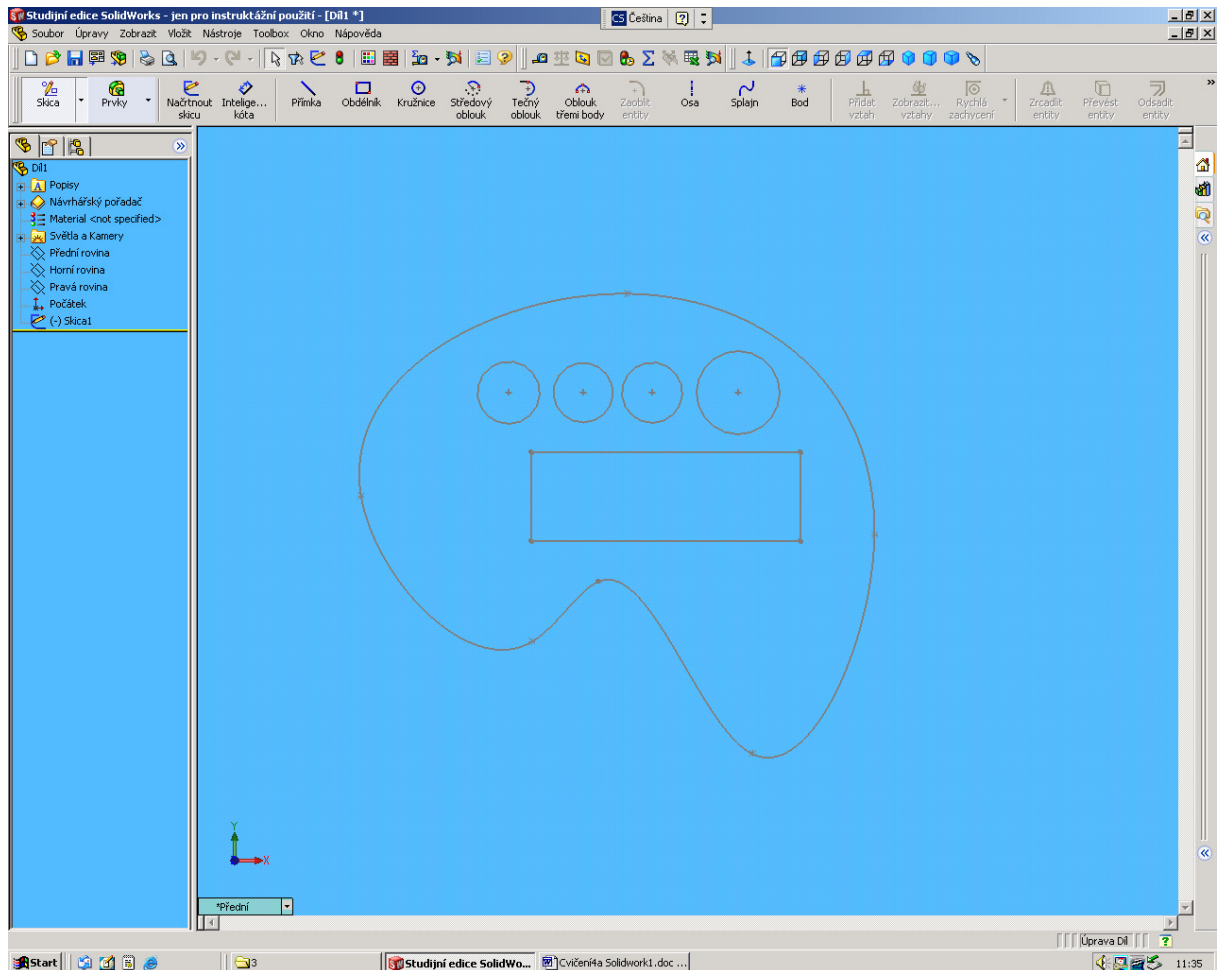 Studijní edice SolidWorks - jen pro instruktážní použití - [Díl1 *]
CS Čeština
Soubor Úpravy Zobrazit Vložit Nástroje Toolbox Okno Nápověda
Skica
Prvky
Načrtnout skicu
Intelige... kóta
Přímka
Obdélník
Kružnice
Středový oblouk
Tečný oblouk
Oblouk třemi body
Zaoblit entity
Osa
Splajn
Bod
Přidat vztah
Zobrazit... vztahy
Rychlá zachycení
Zrcadlit entity
Převést entity
Odsadit entity
Díl1
Popisy
Návrhářský pořadač
Material <not specified>
Světla a Kamery
Přední rovina
Horní rovina
Pravá rovina
Počátek
(-) Skica1
Y
X
*Přední
Úprava Díl
Start
3
Studijní edice SolidWo...
Cvičení4a Solidwork1.doc ...
11:35